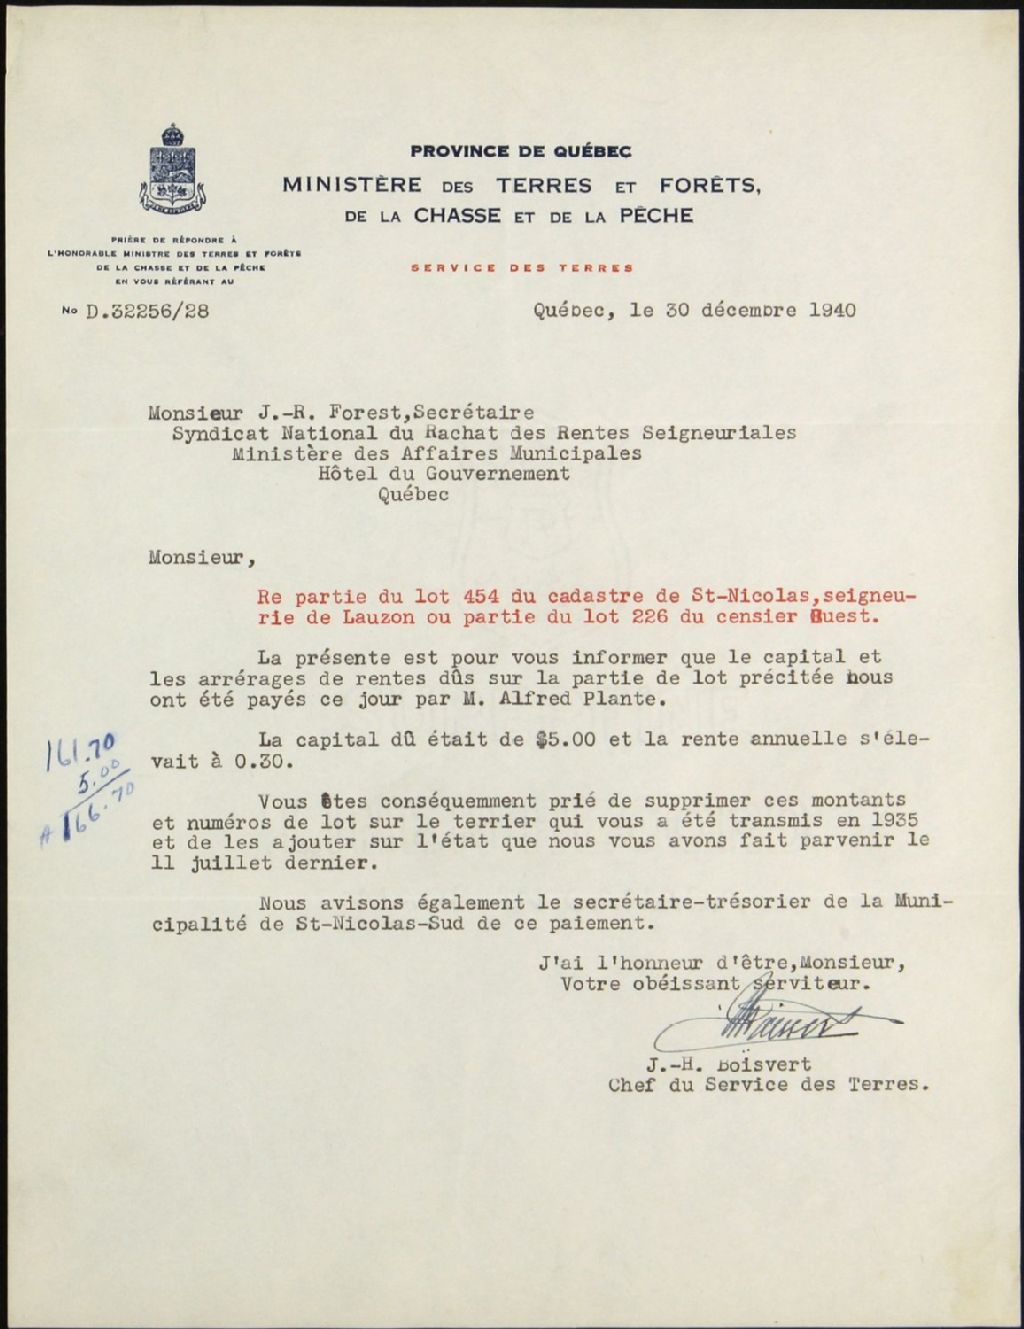 PROVINCE DE QUÉBEC
MINISTÈRE DES TERRES ET FORÊTS,
DE LA CHASSE ET DE LA PÊCHE
PRIÈRE DE RÉPONDRE À
L'HONORABLE MINISTRE DES TERRES ET FORÊTS
DE LA CHASSE ET DE LA PÊCHE
EN VOUS RÉFÉRANT AU
SERVICE DES TERRES
No D.32256/28
Québec, le 30 décembre 1940
Monsieur J.-R. Forest,Secrétaire
Syndicat National du Rachat des Rentes Seigneuriales
Ministère des Affaires Municipales
Hôtel du Gouvernement
Québec
Monsieur,
Re partie du lot 454 du cadastre de St-Nicolas,seigneu-
rie de Lauzon ou partie du lot 226 du censier Ouest.
La présente est pour vous informer que le capital et
les arrérages de rentes dûs sur la partie de lot précitée nous
ont été payés ce jour par M. Alfred Plante.
La capital dû était de $5.00 et la rente annuelle s'éle-
vait à 0.30.
161.70
5.00
166.70
Vous êtes conséquemment prié de supprimer ces montants
et numéros de lot sur le terrier qui vous a été transmis en 1935
et de les ajouter sur l'état que nous vous avons fait parvenir le
11 juillet dernier.
Nous avisons également le secrétaire-trésorier de la Muni-
cipalité de St-Nicolas-Sud de ce paiement.
J'ai l'honneur d'être,Monsieur,
Votre obéissant serviteur.
J.-H. Boisvert
Chef du Service des Terres.